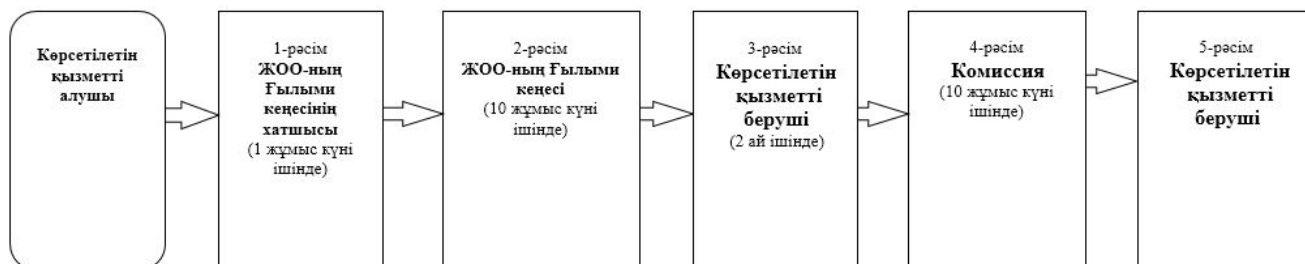 Көрсетілетін
қызметті
алушы
1-рәсім
ЖОО-ның
Ғылыми
кеңесінің
хатшысы
(1 жұмыс күні
ішінде)
2-рәсім
ЖОО-ның Ғылыми
кеңесі
(10 жұмыс күні
ішінде)
3-рәсім
Көрсетілетін
қызметті
беруші
(2 ай ішінде)
4-рәсім
Комиссия
(10 жұмыс күні
ішінде)
5-рәсім
Көрсетілетін
қызметті
беруші